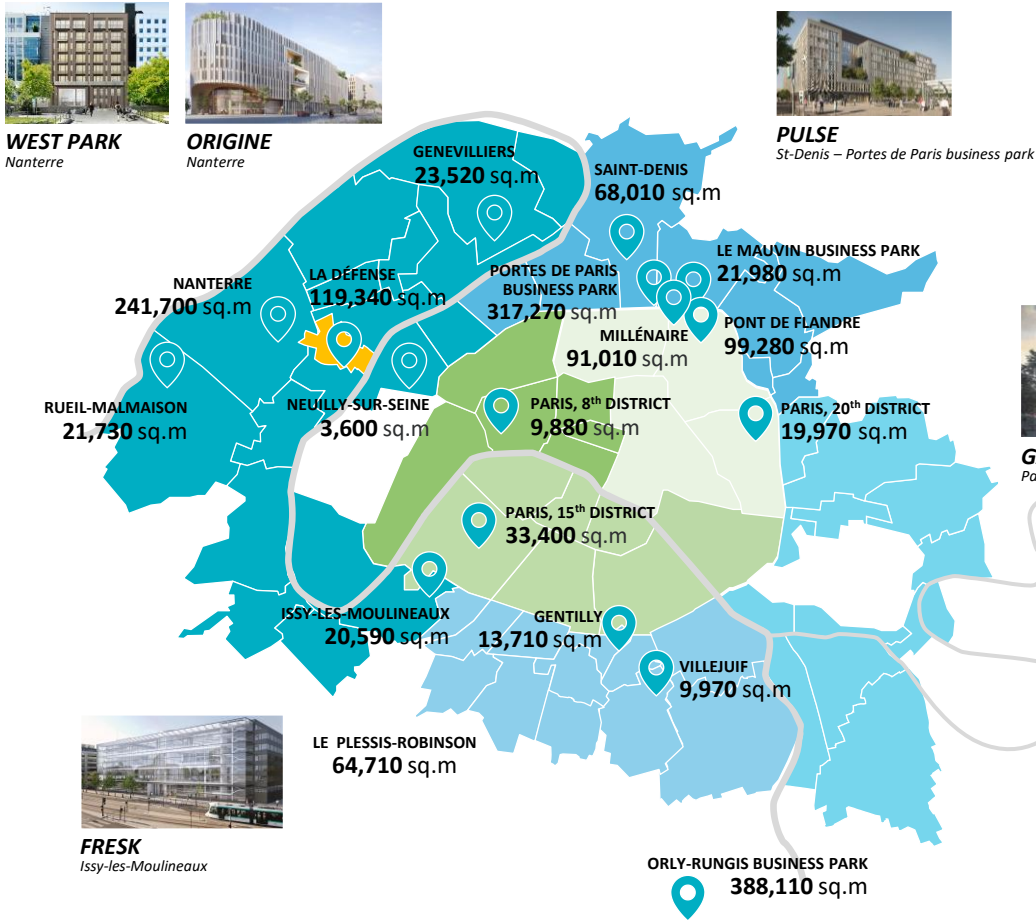 WEST PARK
Nanterre
ORIGINE
Nanterre
PULSE
St-Denis – Portes de Paris business park
GENEVILLIERS
23,520 sq.m
SAINT-DENIS
68,010 sq.m
LE MAUVIN BUSINESS PARK
21,980 sq.m
NANTERRE
241,700 sq.m
LA DÉFENSE
119,340 sq.m
PORTES DE PARIS
BUSINESS PARK
317,270 sq.m
PONT DE FLANDRE
99,280 sq.m
MILLÉNAIRE
91,010 sq.m
RUEIL-MALMAISON
21,730 sq.m
NEUILLY-SUR-SEINE
3,600 sq.m
PARIS, 8th DISTRICT
9,880 sq.m
PARIS, 20th DISTRICT
19,970 sq.m
G
Pa
PARIS, 15th DISTRICT
33,400 sq.m
ISSY-LES-MOULINEAUX
20,590 sq.m
GENTILLY
13,710 sq.m
VILLEJUIF
9,970 sq.m
LE PLESSIS-ROBINSON
64,710 sq.m
FRESK
Issy-les-Moulineaux
ORLY-RUNGIS BUSINESS PARK
388,110 sq.m